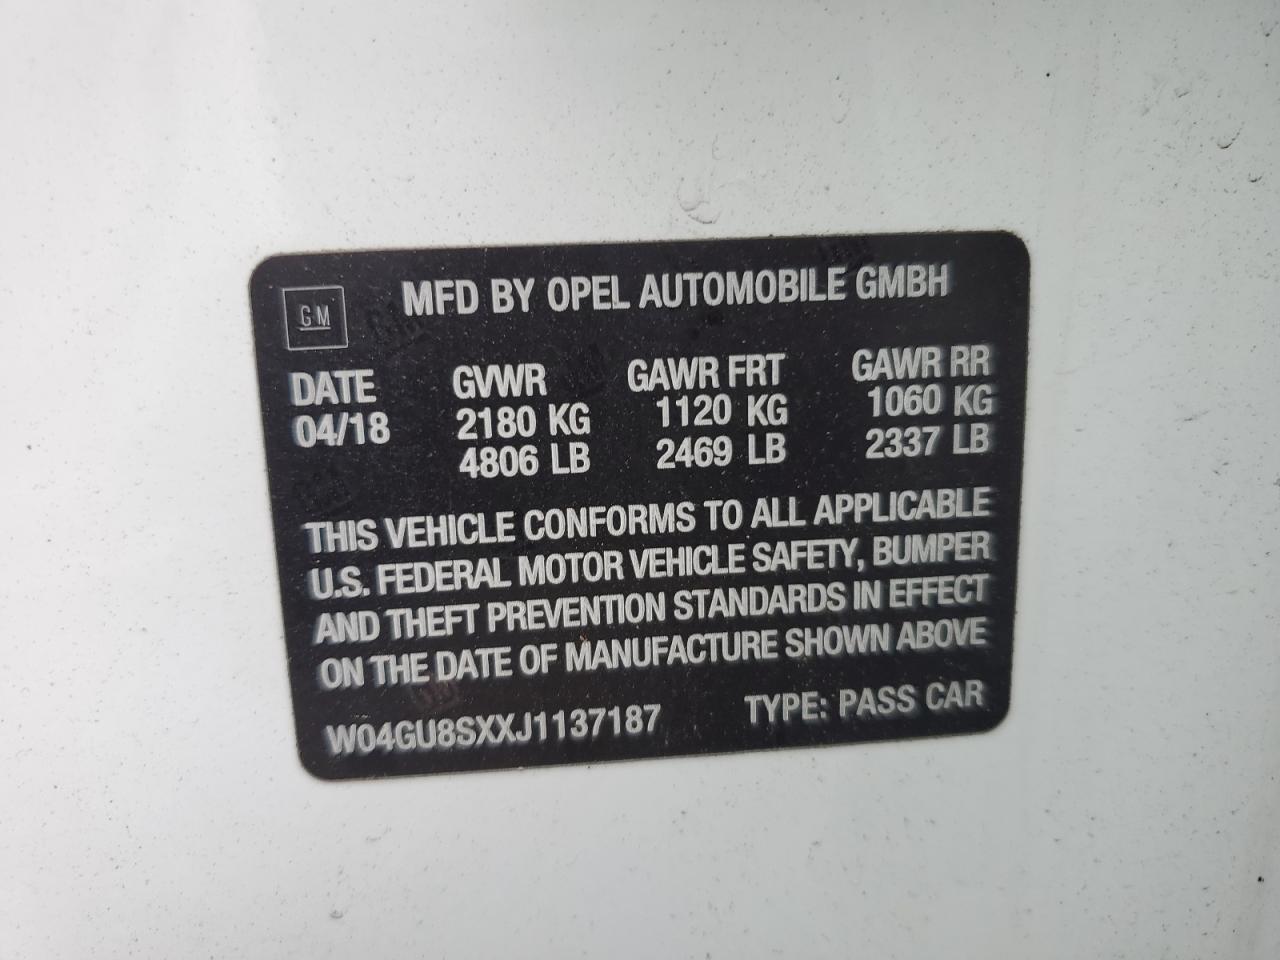 GM
MFD BY OPEL AUTOMOBILE GMBH
DATE GVWR GAWR FRT GAWR RR
04/18 2180 KG 1120 KG 1060 KG
4806 LB 2469 LB 2337 LB
THIS VEHICLE CONFORMS TO ALL APPLICABLE
U.S. FEDERAL MOTOR VEHICLE SAFETY, BUMPER
AND THEFT PREVENTION STANDARDS IN EFFECT
ON THE DATE OF MANUFACTURE SHOWN ABOVE
W04GU8SXXJ1137187 TYPE: PASS CAR